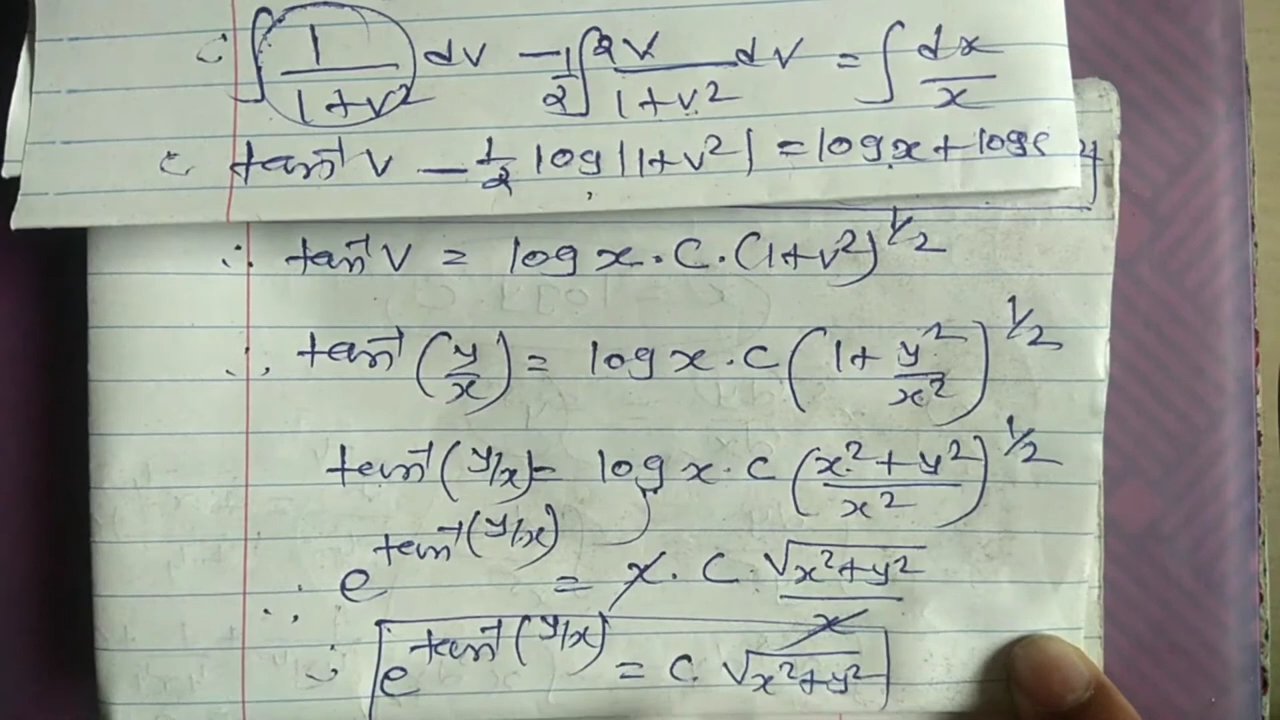 ∴ ∫ 1/(1+v²) dv − 1/2 ∫ 2v/(1+v²) dv = ∫ dx/x
∴ tan⁻¹ v − 1/2 log |1+v²| = log x + log c
∴ tan⁻¹ v = log x · c · (1+v²)^1/2
∴ tan⁻¹ (y/x) = log x · c (1 + y²/x²)^1/2
tan⁻¹ (y/x) = log x · c ((x²+y²)/x²)^1/2
∴ e^tan⁻¹(y/x) = x · c · √(x²+y²)/x
∴ e^tan⁻¹(y/x) = c √(x²+y²)